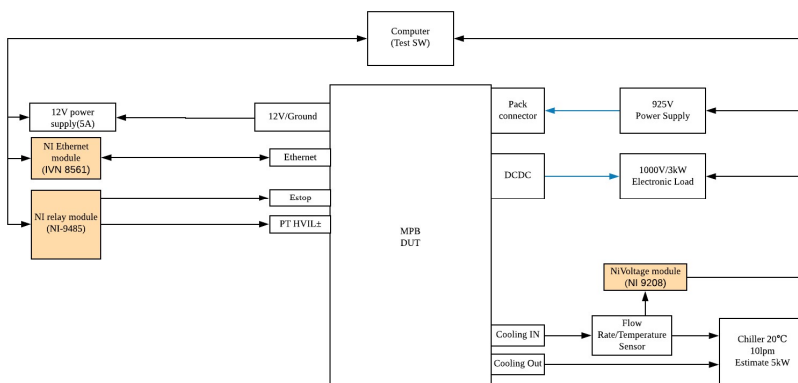 Computer
(Test SW)
12V power
supply(5A)
12V/Ground
Pack
connector
925V
Power Supply
NI Ethernet
module
(IVN 8561)
Ethernet
DCDC
1000V/3kW
Electronic Load
NI relay module
(NI-9485)
Estop
PT HVIL±
MPB
DUT
NiVoltage module
(NI 9208)
Cooling IN
Flow
Rate/Temperature
Sensor
Chiller 20℃
10lpm
Estimate 5kW
Cooling Out